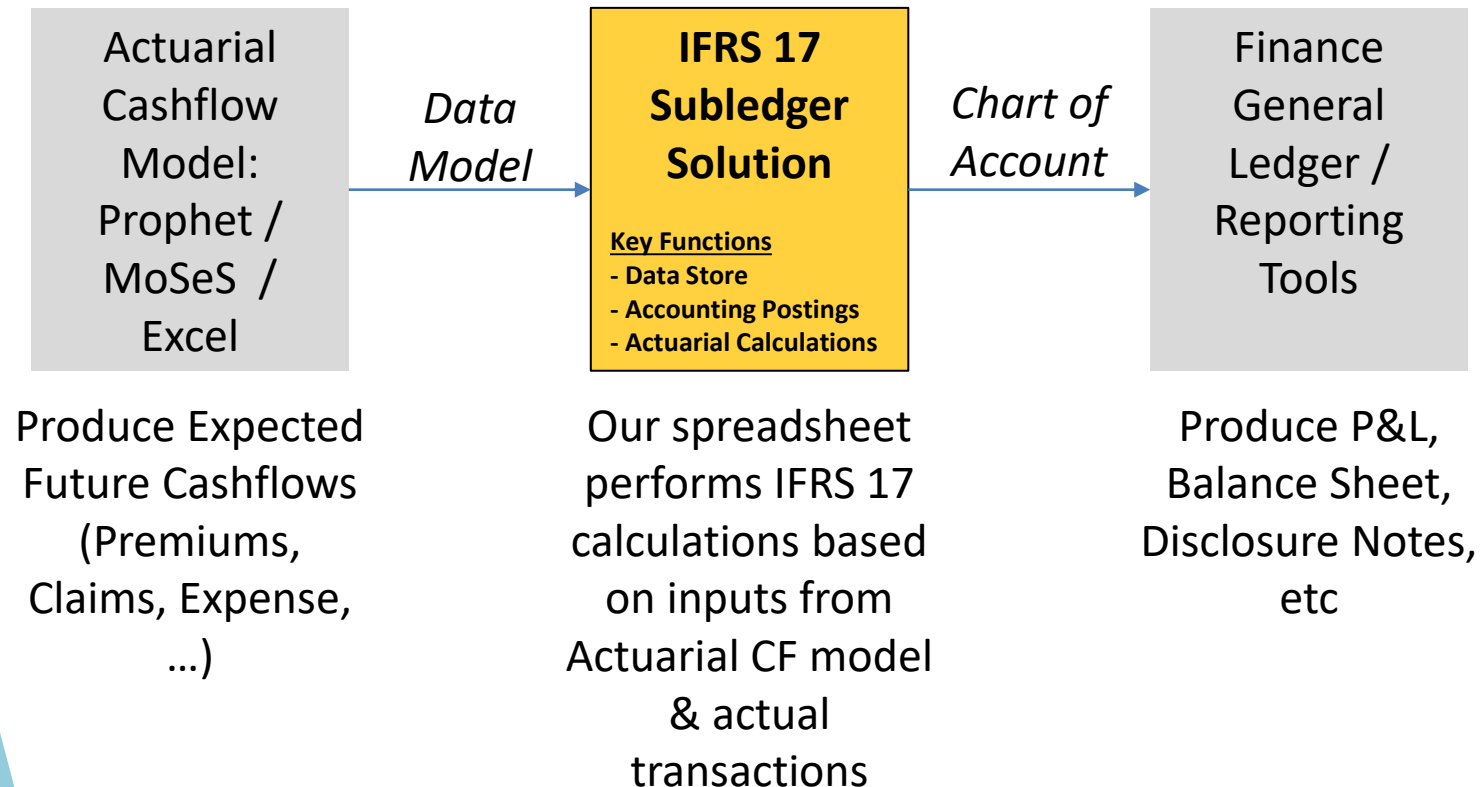 Actuarial
Cashflow
Model:
Prophet /
MoSeS /
Excel
Data
Model
IFRS 17
Subledger
Solution
Key Functions
- Data Store
- Accounting Postings
- Actuarial Calculations
Chart of
Account
Finance
General
Ledger /
Reporting
Tools
Produce Expected
Future Cashflows
(Premiums,
Claims, Expense,
...)
Our spreadsheet
performs IFRS 17
calculations based
on inputs from
Actuarial CF model
& actual
transactions
Produce P&L,
Balance Sheet,
Disclosure Notes,
etc